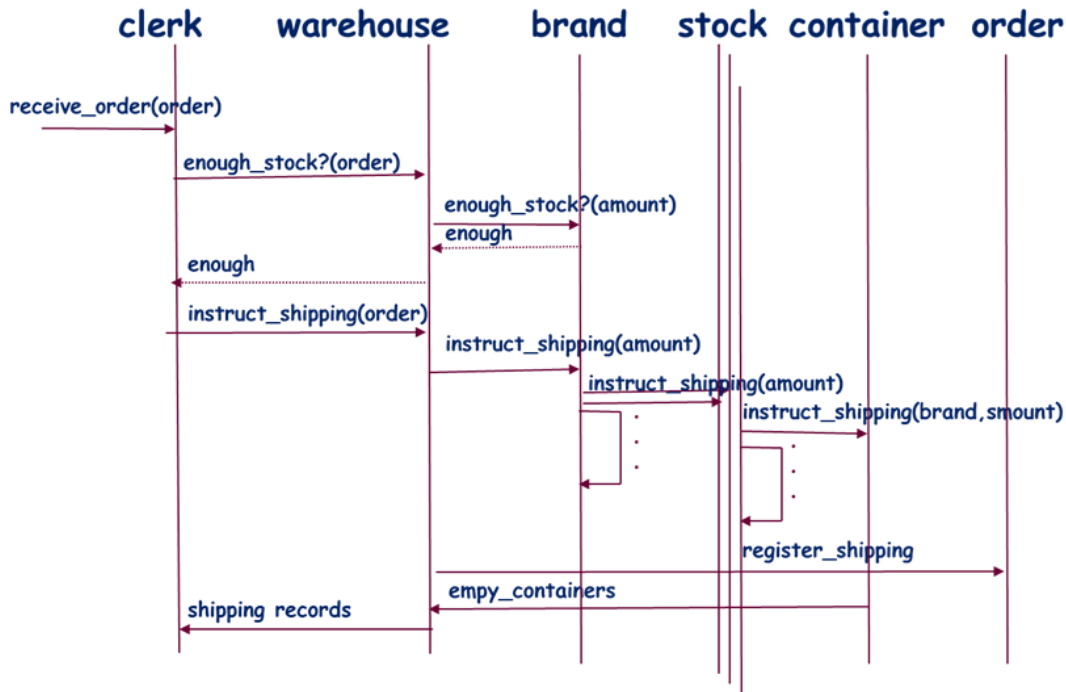 clerk warehouse brand stock container order
receive_order(order)
enough_stock?(order)
enough_stock?(amount)
enough
enough
instruct_shipping(order)
instruct_shipping(amount)
instruct_shipping(amount)
instruct_shipping(brand,smount)
register_shipping
empy_containers
shipping records